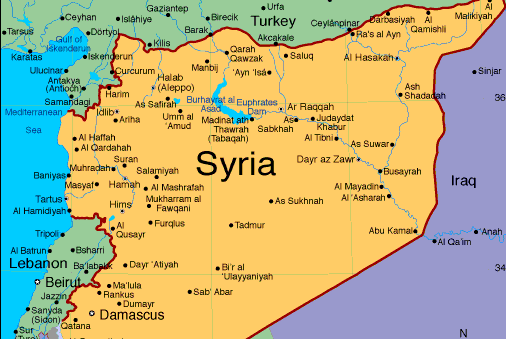 Gaziantep
Birecik
Urfa
Turkey
Darbasiyah
Al
Malikiyah
Ceyhan
Islâhiye
Tarsus
Dörtyol
Kilis
Barak
Akcakale
Ceylânpinar
Ra's al Ayn
Al
Qamishli
Gulf of
Iskenderun
Karatas
Iskenderun
Ulucinar
Curcurum
Antakya
(Antioch)
Samandagi
Harim
Halab
(Aleppo)
Manbij
Qarah
Qawzak
'Ayn 'Isá
Saluq
Al Hasakah
Sinjar
Ash
Shadadah
36
Mediterranean
Sea
Idlib
Ariha
As Safirah
Umm al
'Amud
Burhayrat al
Asad
Euphrates
Dam
Madinat ath
Thawrah
(Tabaqah)
Ar Raqqah
As
Sabkhah
Judaydat
Khabur
Al Tibni
As Suwar
Al Haffah
Al Qardahah
Suran
Muhradah
Syria
Dayr az Zawr
Busayrah
Baniyas
Masyaf
Hamah
Salamiyah
Al Mashrafah
Al Mayadin
Al 'Asharah
Iraq
Tartus
Al Hamidiyah
Hims
Mukharram al
Fawqani
As Sukhnah
Furqlus
Tadmur
Abu Kamal
Al Qa'im
'Anah
Tripoli
Al
Qusayr
Al Batrun
Bsharri
Lebanon
Ba'labakk
Dayr 'Atiyah
Bi'r al
'Ulayyaniyah
34
Beirut
Jazzin
Ma'lula
Rankus
Sab' Abar
Dumayr
Sanyda
(Sidon)
Damascus
Qatana
Sur
(Tyre)
N